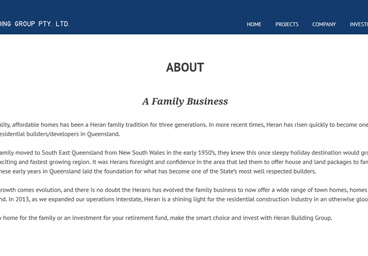 DING GROUP PTY. LTD.
HOME PROJECTS COMPANY INVEST
ABOUT
A Family Business
ality, affordable homes has been a Heran family tradition for three generations. In more recent times, Heran has risen quickly to become one
esidential builders/developers in Queensland.
amily moved to South East Queensland from New South Wales in the early 1950's, they knew this once sleepy holiday destination would gro
xciting and fastest growing region. It was Herans foresight and confidence in the area that led them to offer house and land packages to fam
hese early years in Queensland laid the foundation for what has become one of the State's most well respected builders.
growth comes evolution, and there is no doubt the Herans has evolved the family business to now offer a wide range of town homes, homes
nd. In 2013, as we expanded our operations interstate, Heran is a shining light for the residential construction industry in an otherwise gloo
y home for the family or an investment for your retirement fund, make the smart choice and invest with Heran Building Group.